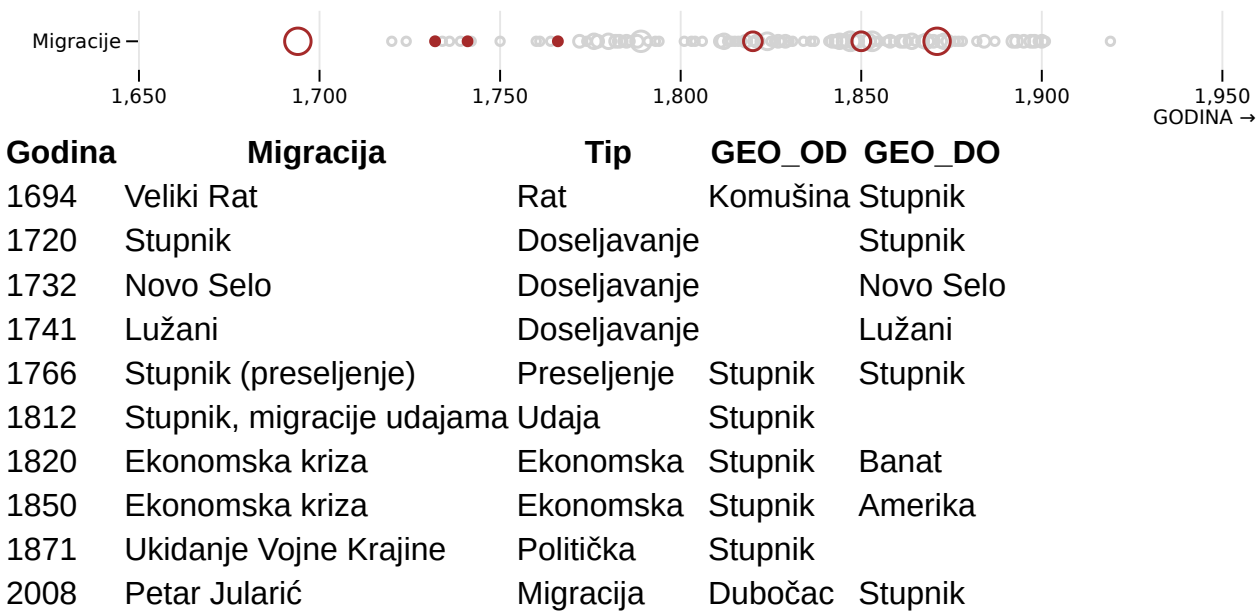 Migracije
1,650 1,700 1,750 1,800 1,850 1,900 1,950
GODINA →
Godina Migracija Tip GEO_OD GEO_DO
1694 Veliki Rat Rat Komušina Stupnik
1720 Stupnik Doseljavanje Stupnik
1732 Novo Selo Doseljavanje Novo Selo
1741 Lužani Doseljavanje Lužani
1766 Stupnik (preseljenje) Preseljenje Stupnik Stupnik
1812 Stupnik, migracije udajama Udaja Stupnik
1820 Ekonomska kriza Ekonomska Stupnik Banat
1850 Ekonomska kriza Ekonomska Stupnik Amerika
1871 Ukidanje Vojne Krajine Politička Stupnik
2008 Petar Jularić Migracija Dubočac Stupnik